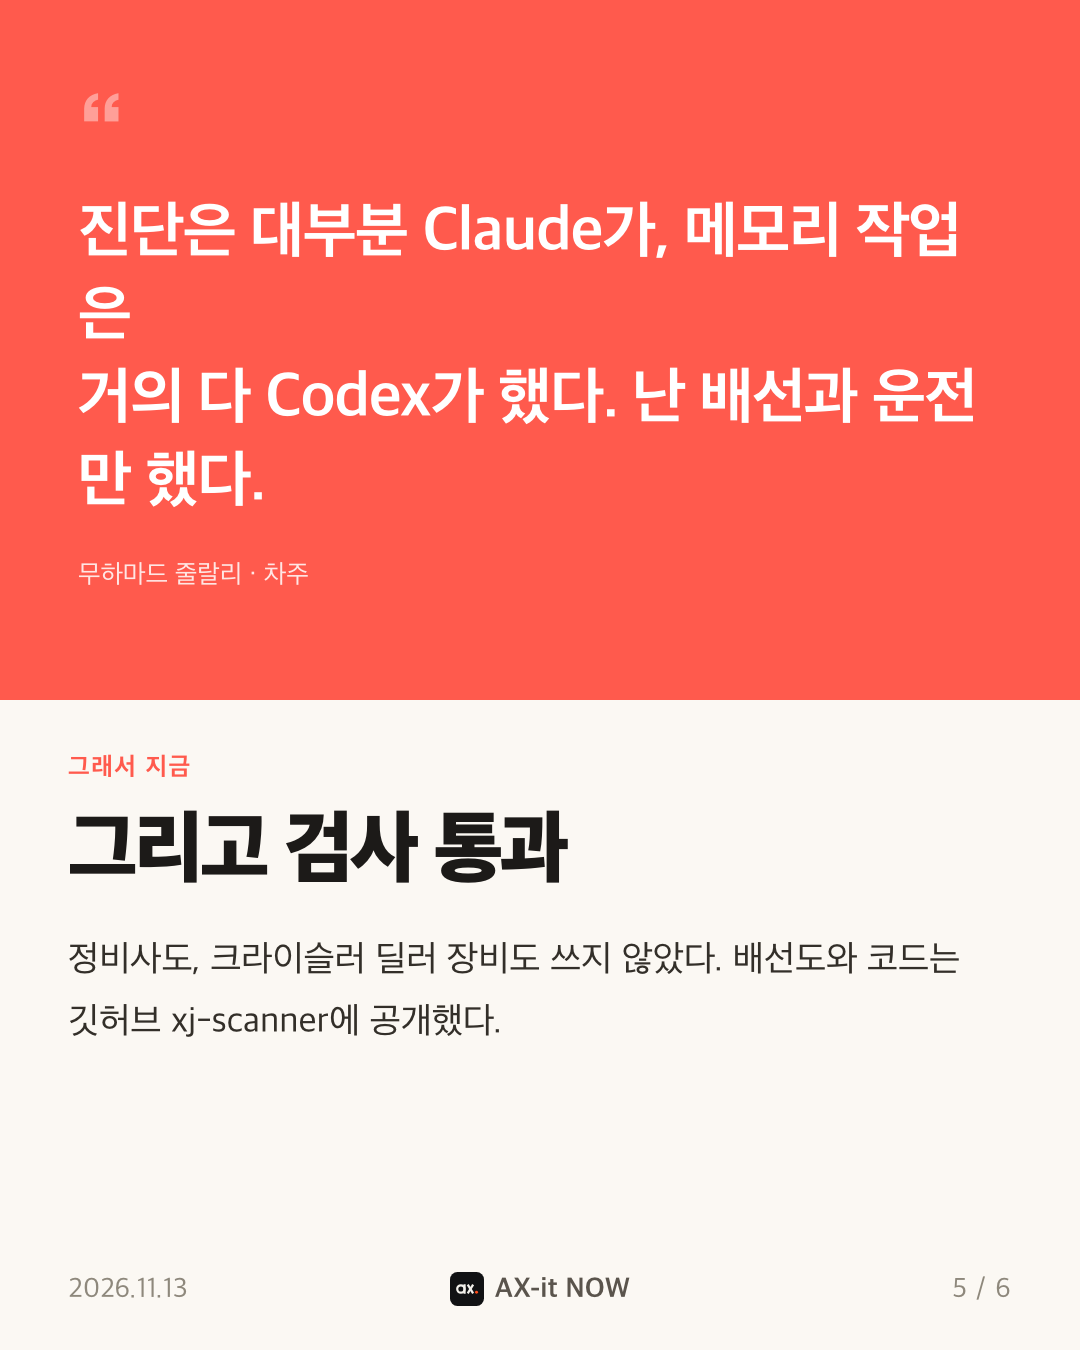 “
진단은 대부분 Claude가, 메모리 작업
은
거의 다 Codex가 했다. 난 배선과 운전
만 했다.
무하마드 줄랄리 · 차주
그래서 지금
그리고 검사 통과
정비사도, 크라이슬러 딜러 장비도 쓰지 않았다. 배선도와 코드는
깃허브 xj-scanner에 공개했다.
2026.11.13
ax.
AX-it NOW
5 / 6